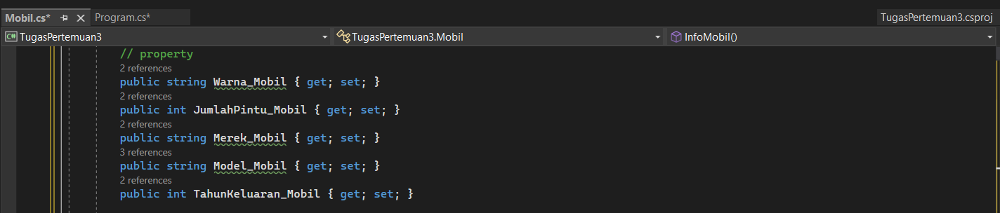 Mobil.cs* Program.cs* TugasPertemuan3.csproj
C# TugasPertemuan3 TugasPertemuan3.Mobil InfoMobil()
// property
2 references
public string Warna_Mobil { get; set; }
2 references
public int JumlahPintu_Mobil { get; set; }
2 references
public string Merek_Mobil { get; set; }
3 references
public string Model_Mobil { get; set; }
2 references
public int TahunKeluaran_Mobil { get; set; }